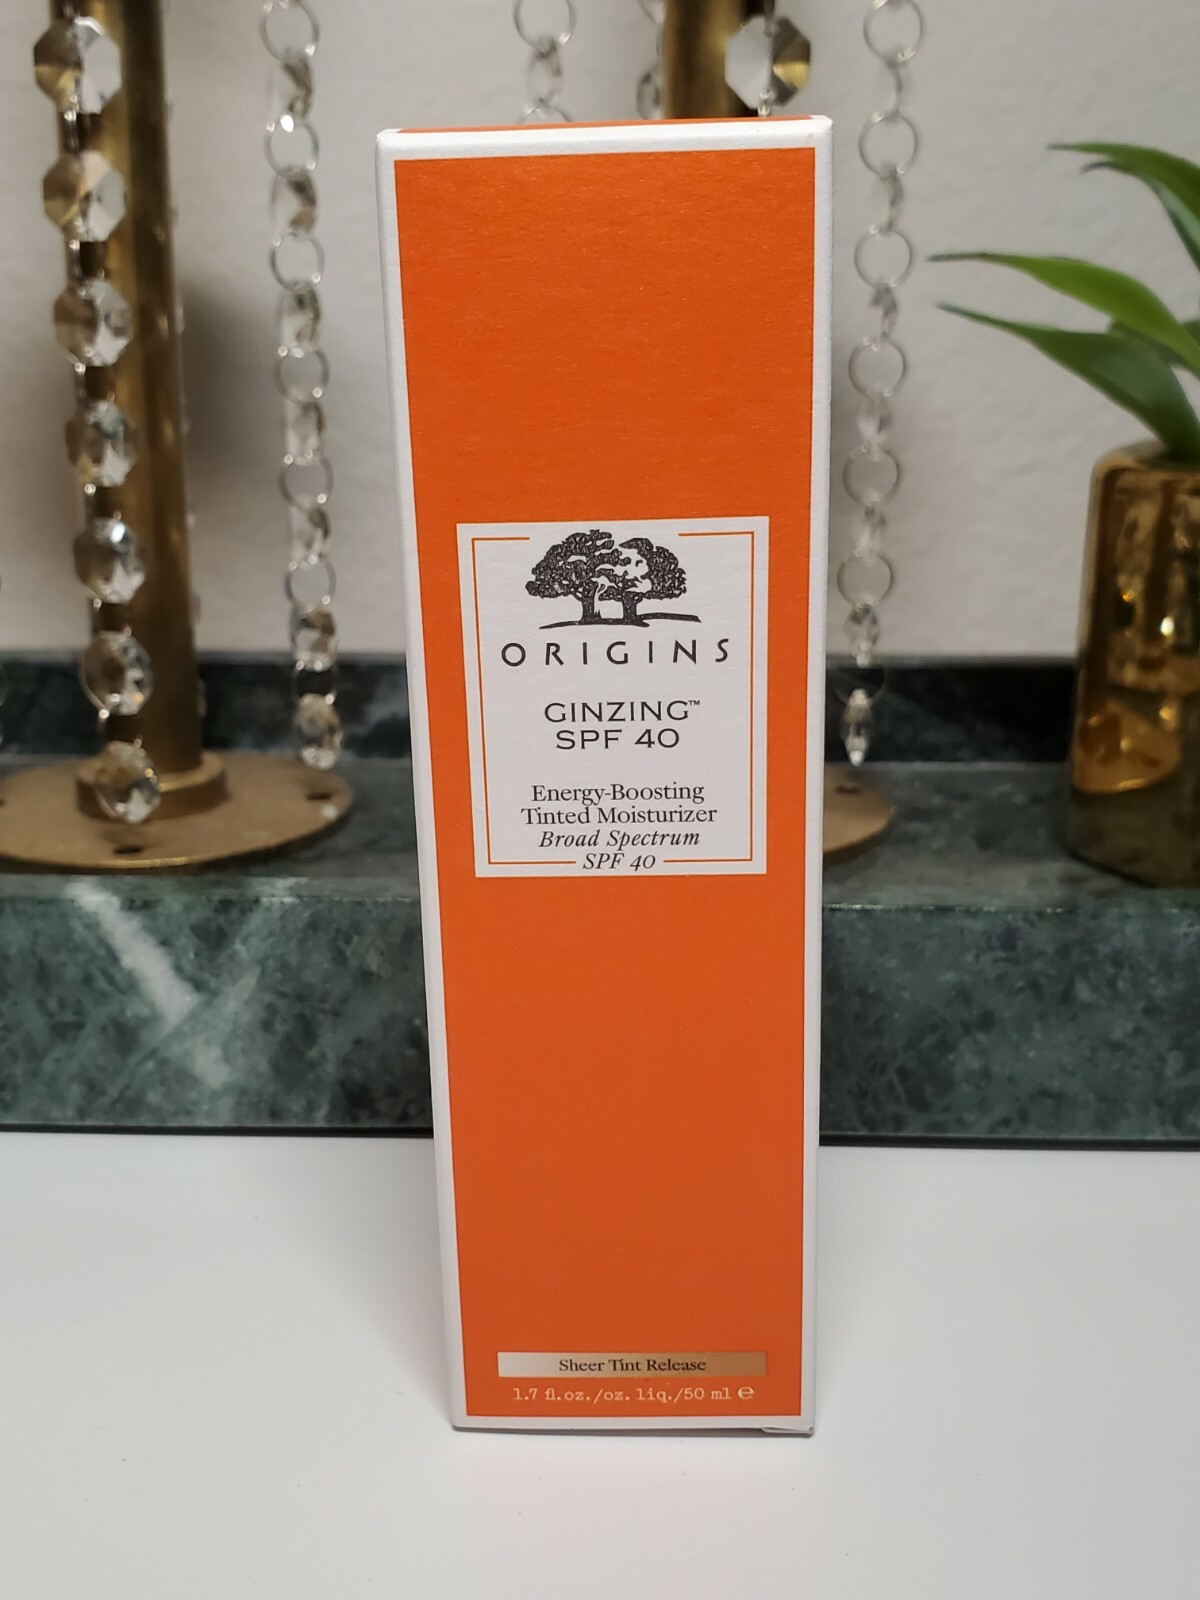 ORIGINS
GINZING™
SPF 40
Energy-Boosting
Tinted Moisturizer
Broad Spectrum
SPF 40
Sheer Tint Release
1.7 fl.oz./oz. liq./50 ml ℮